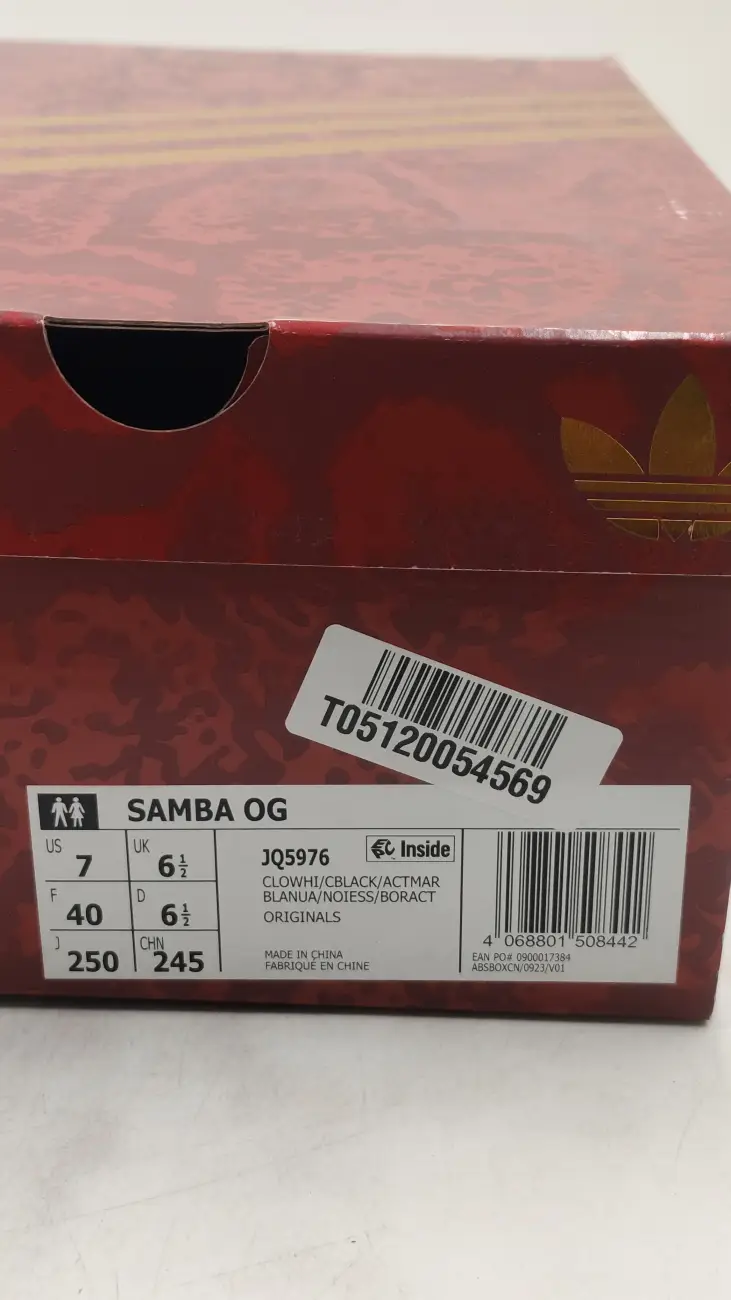 T05120054569
SAMBA OG
US 7
UK 6½
F 40
D 6½
J 250
CHN 245
JQ5976
Inside
CLOWHI/CBLACK/ACTMAR
BLANUA/NOIESS/BORACT
ORIGINALS
MADE IN CHINA
FABRIQUÉ EN CHINE
4 068801 508442
EAN PO# 0900017384
ABSBOXCN/0923/V01